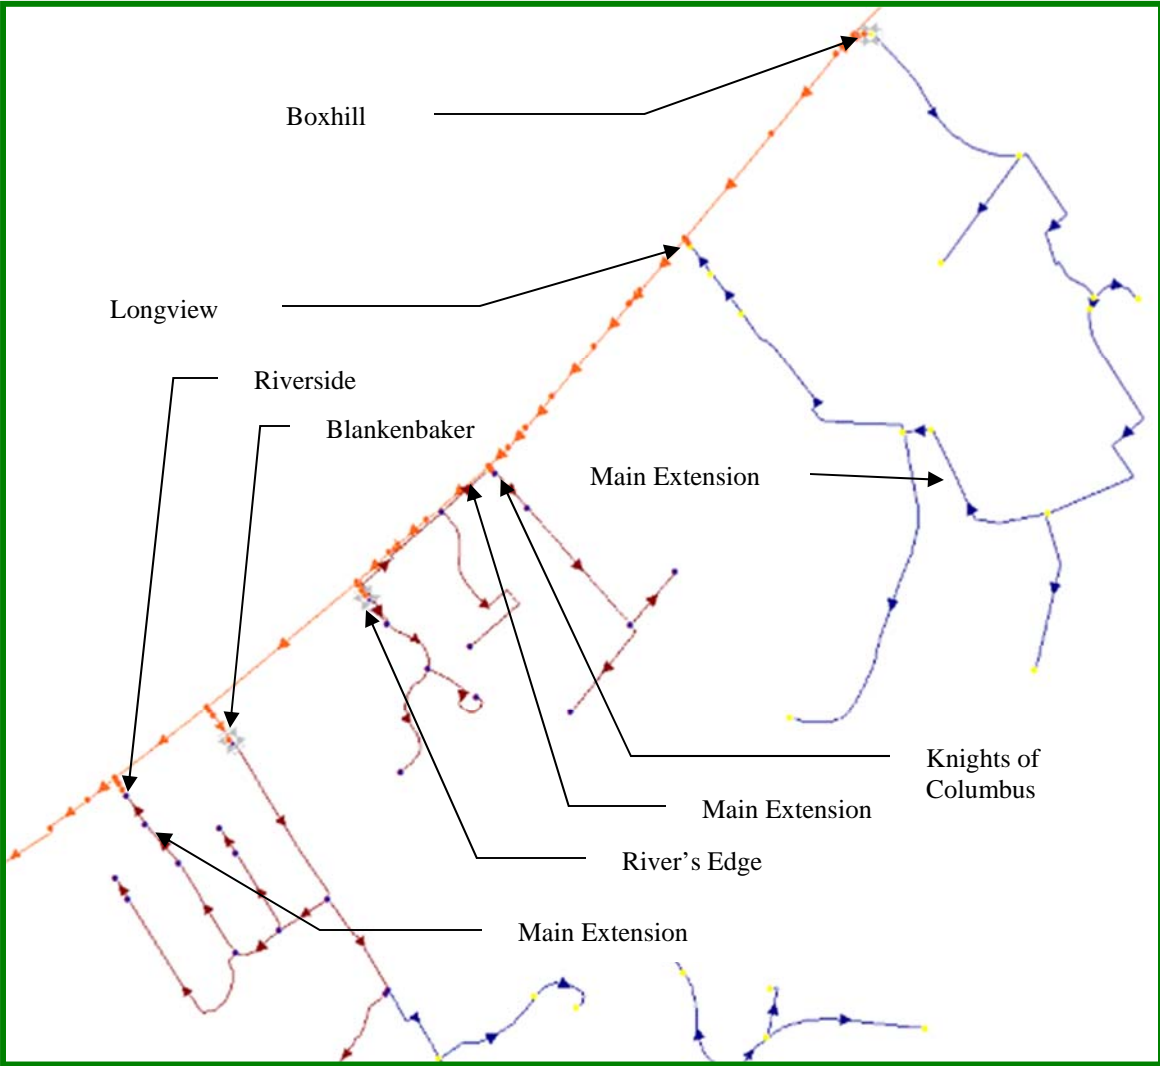 Boxhill
Longview
Riverside
Blankenbaker
Main Extension
Knights of
Columbus
Main Extension
River’s Edge
Main Extension